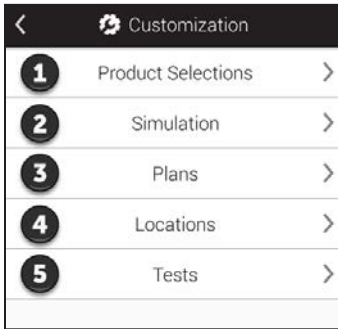 Customization
1 Product Selections
2 Simulation
3 Plans
4 Locations
5 Tests